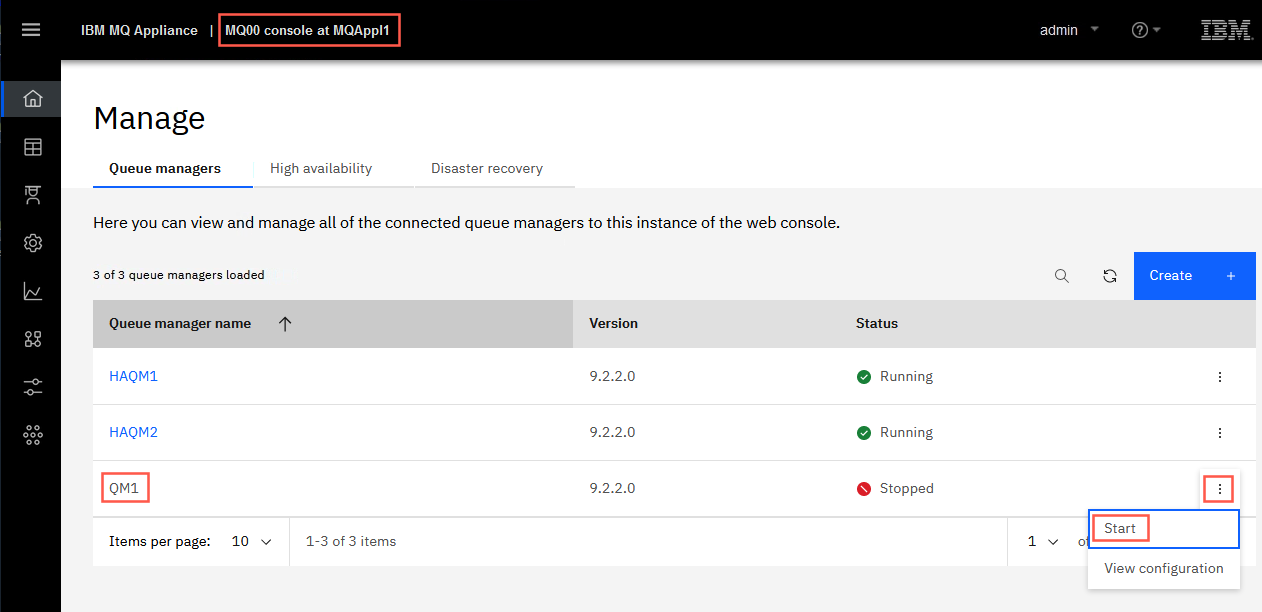 IBM MQ Appliance | MQ00 console at MQAppl1 admin IBM
Manage
Queue managers High availability Disaster recovery
Here you can view and manage all of the connected queue managers to this instance of the web console.
3 of 3 queue managers loaded Create +
Queue manager name Version Status
HAQM1 9.2.2.0 Running
HAQM2 9.2.2.0 Running
QM1 9.2.2.0 Stopped
Start
Items per page: 10 1-3 of 3 items 1
View configuration